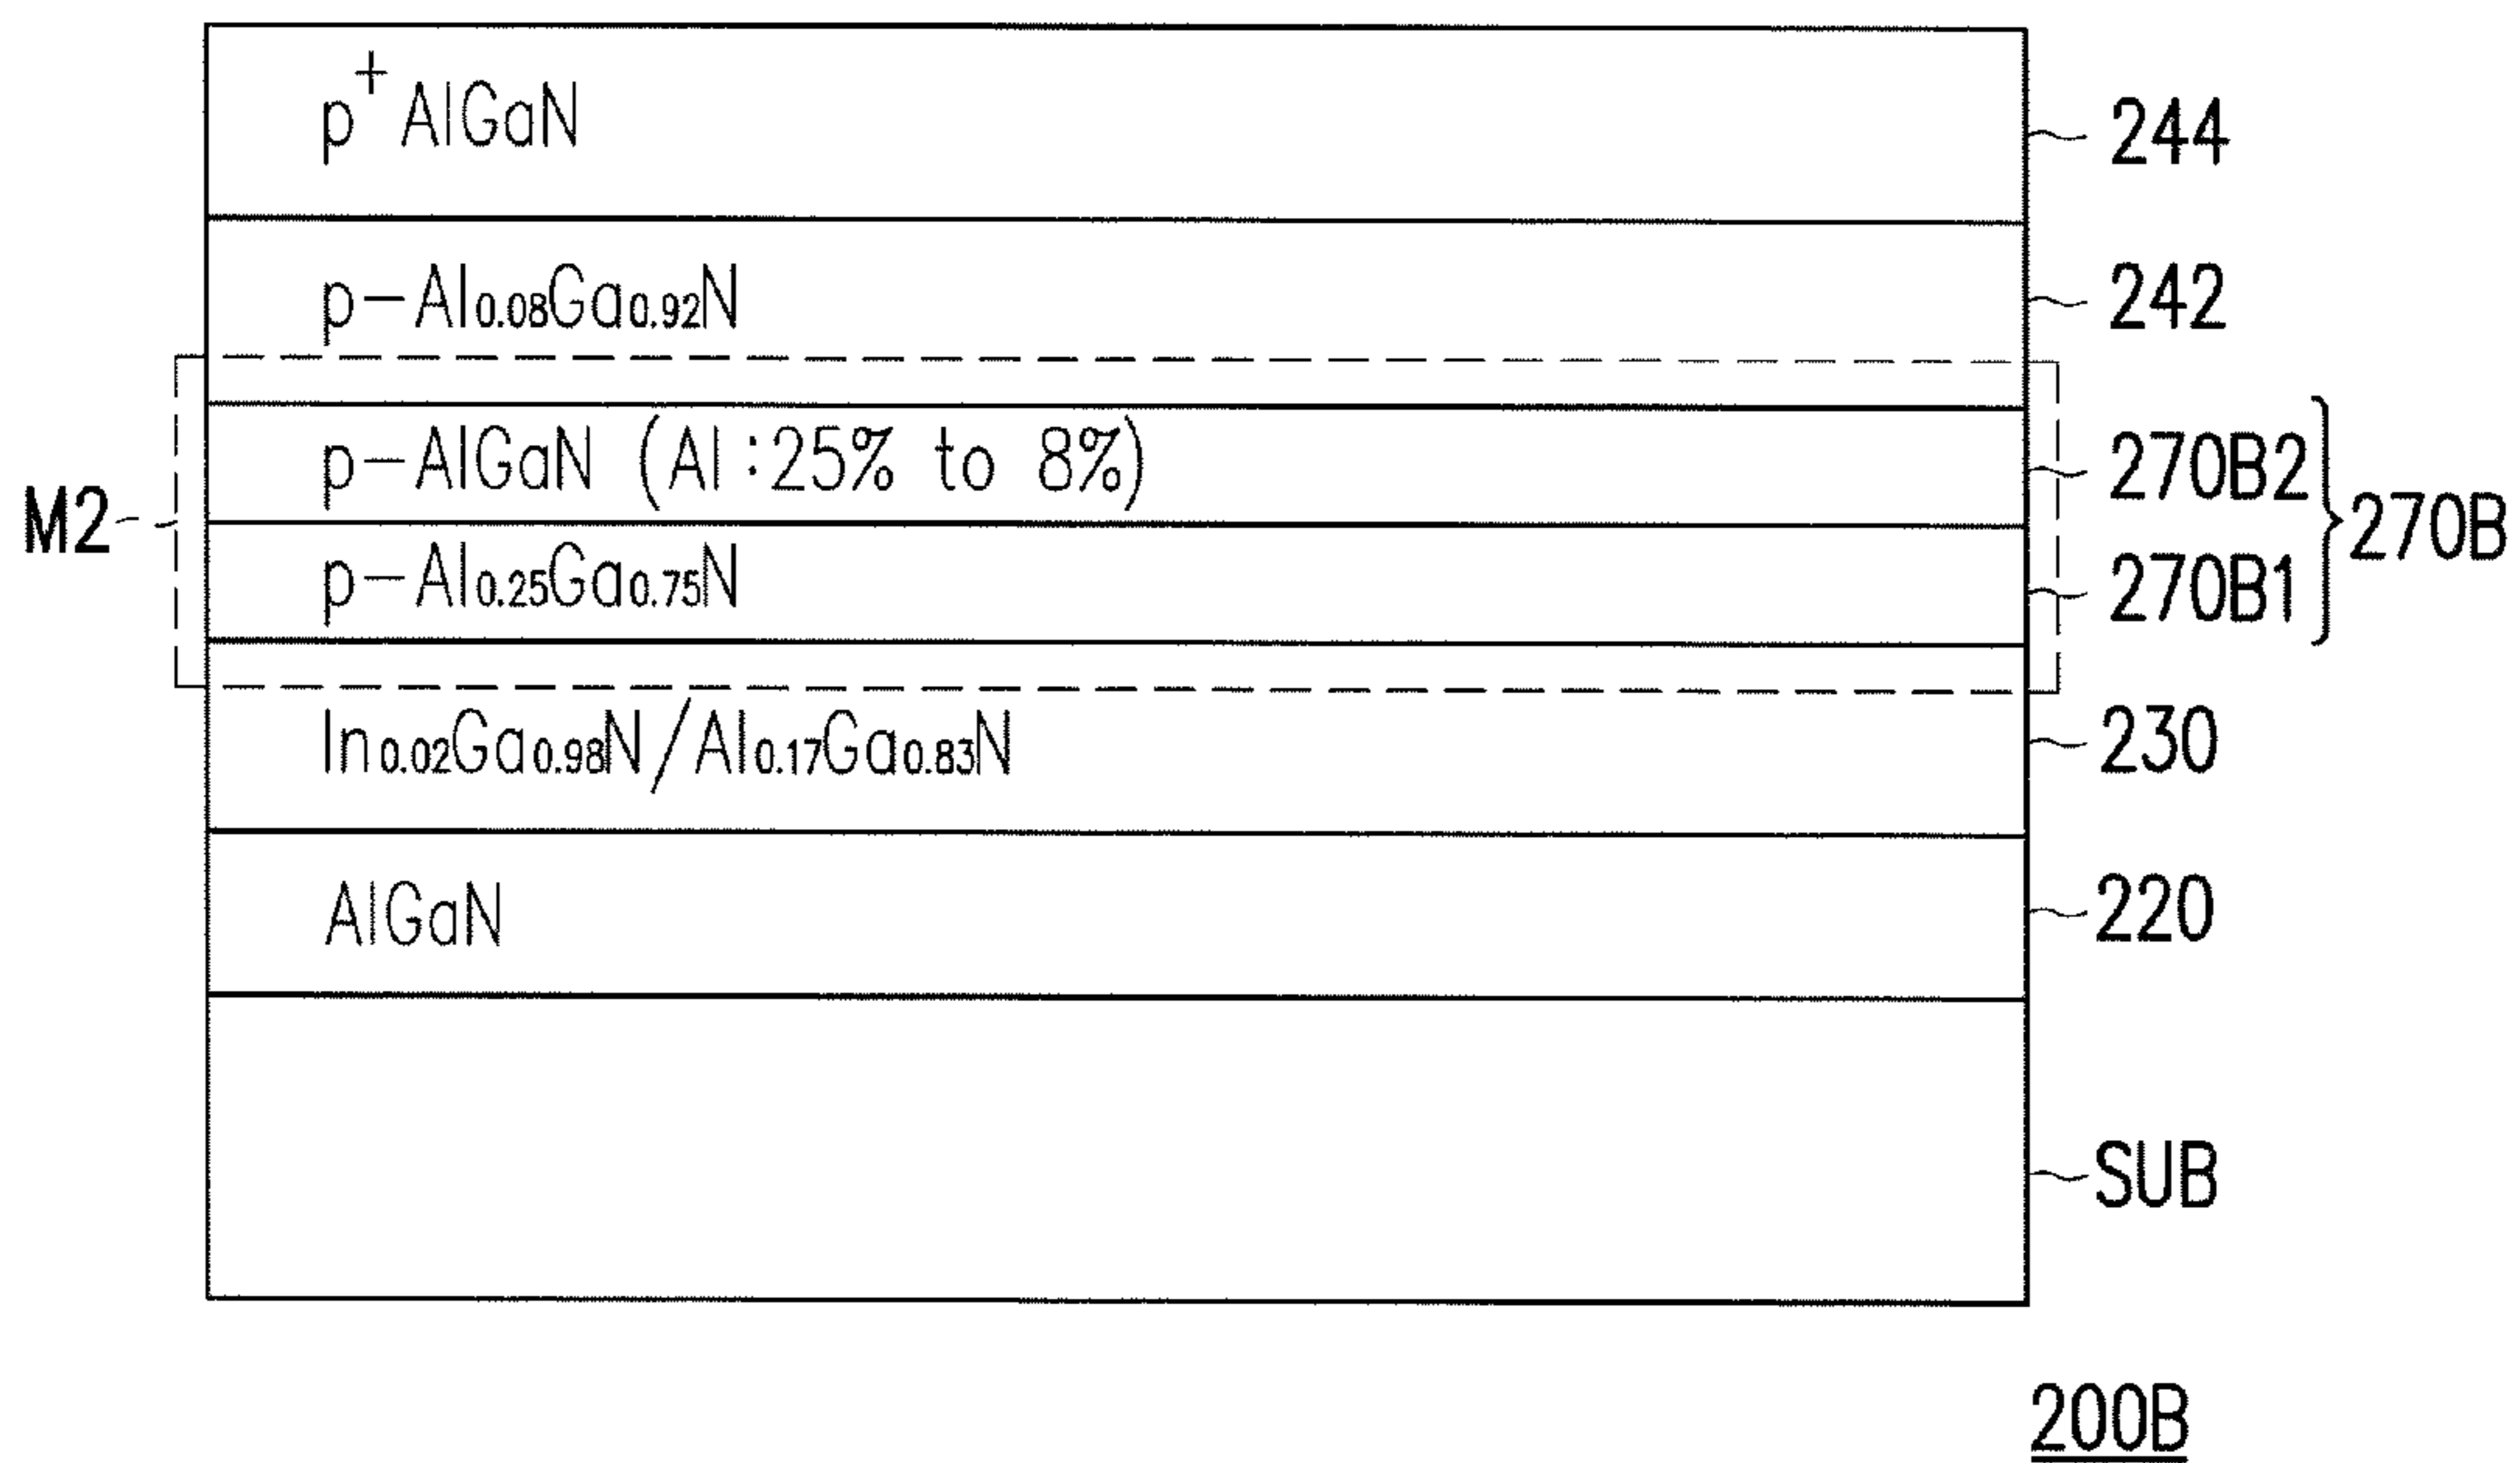 p⁺AlGaN 244
p-Al₀.₀₈Ga₀.₉₂N 242
p-AlGaN (Al:25% to 8%) 270B2
M2 270B
p-Al₀.₂₅Ga₀.₇₅N 270B1
In₀.₀₂Ga₀.₉₈N/Al₀.₁₇Ga₀.₈₃N 230
AlGaN 220
SUB
200B